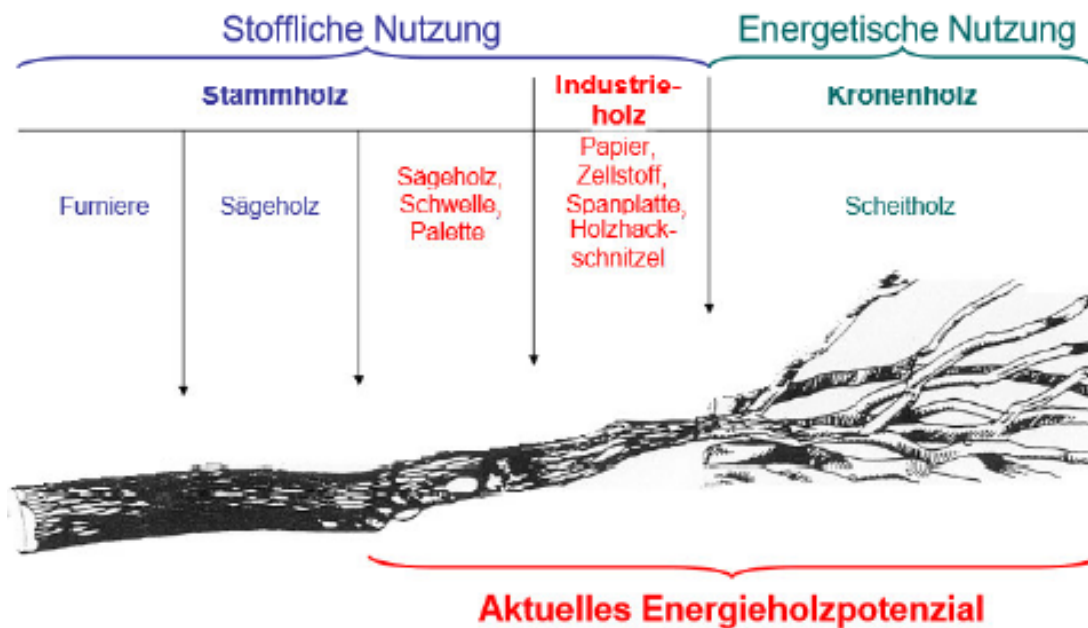 Stoffliche Nutzung
Energetische Nutzung
Stammholz
Industrie-
holz
Kronenholz
Furniere
Sägeholz
Sägeholz,
Schwelle,
Palette
Papier,
Zellstoff,
Spanplatte,
Holzhack-
schnitzel
Scheitholz
Aktuelles Energieholzpotenzial